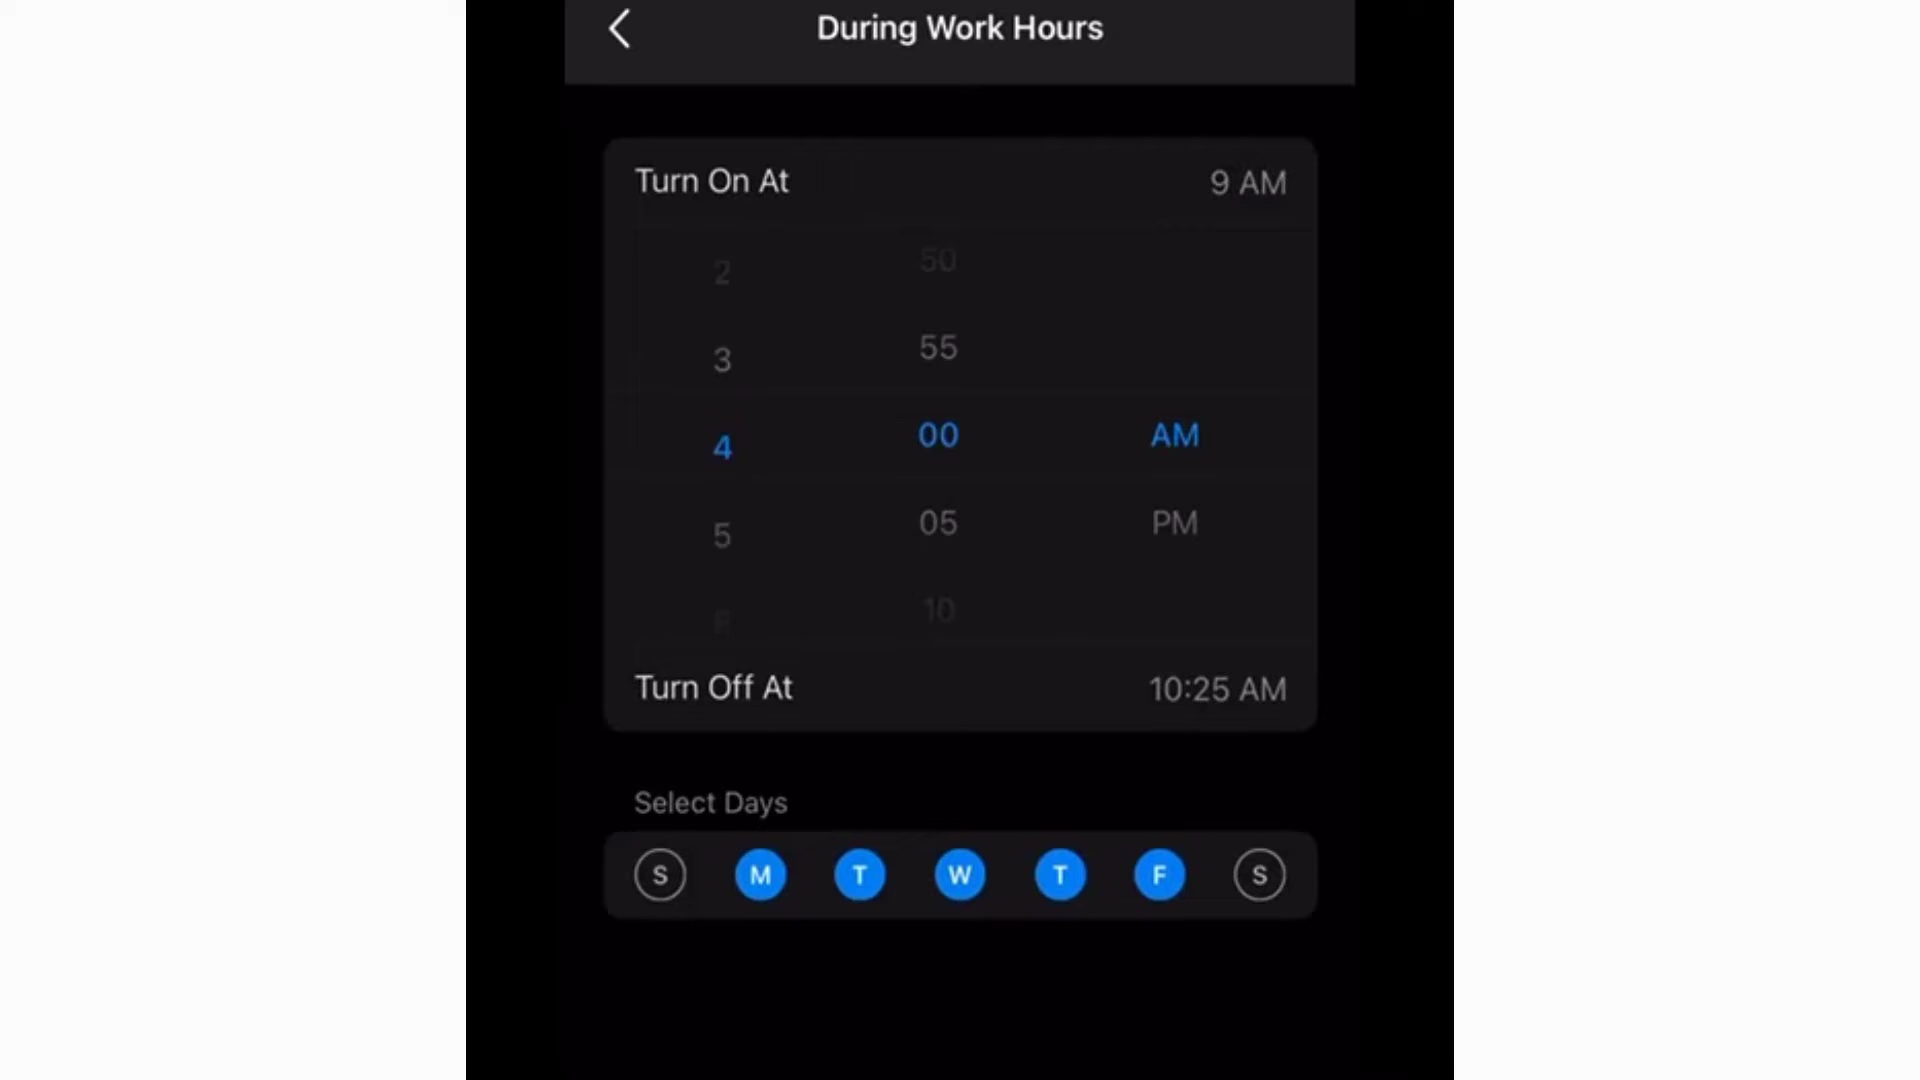 During Work Hours
Turn On At 9 AM
2 50
3 55
4 00 AM
5 05 PM
10
Turn Off At 10:25 AM
Select Days
S M T W T F S